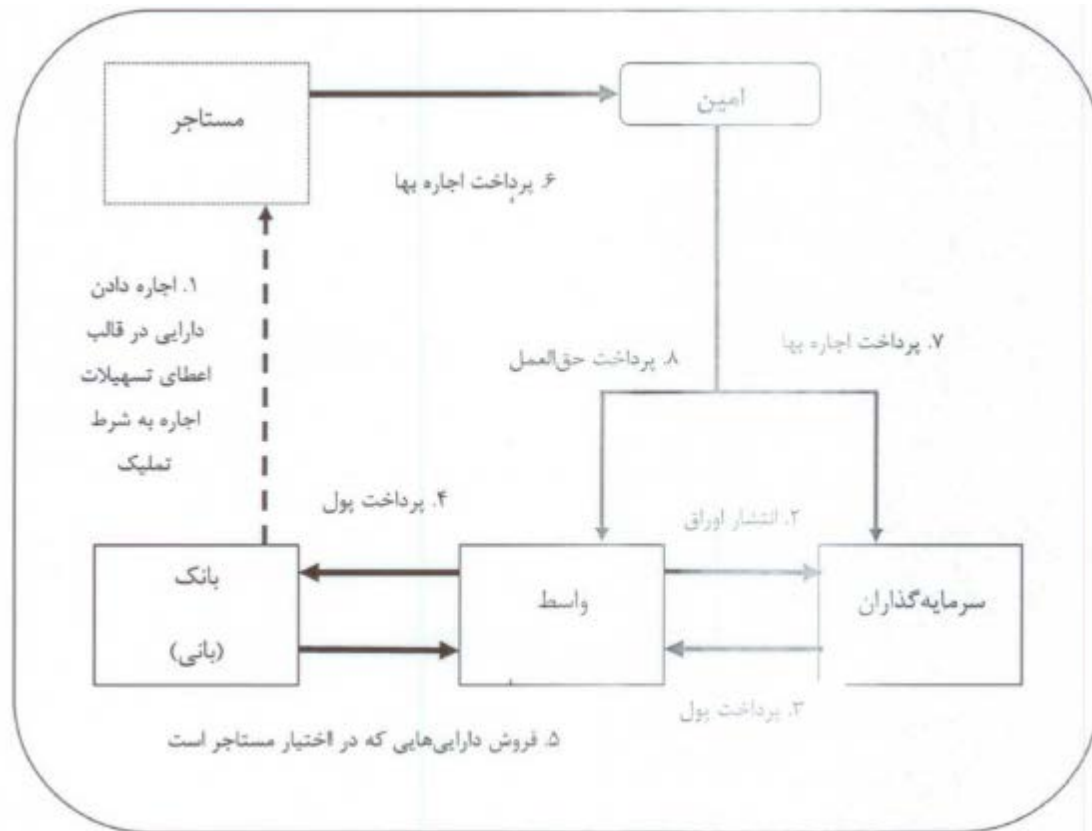 مستاجر
امین
۶. پرداخت اجاره بها
۱. اجاره دادن
دارایی در قالب
اعطای تسهیلات
اجاره به شرط
تملیک
۸. پرداخت حق‌العمل
۷. پرداخت اجاره بها
۴. پرداخت پول
۲. انتشار اوراق
بانک
(بانی)
واسط
سرمایه‌گذاران
۳. پرداخت پول
۵. فروش دارایی‌هایی که در اختیار مستاجر است